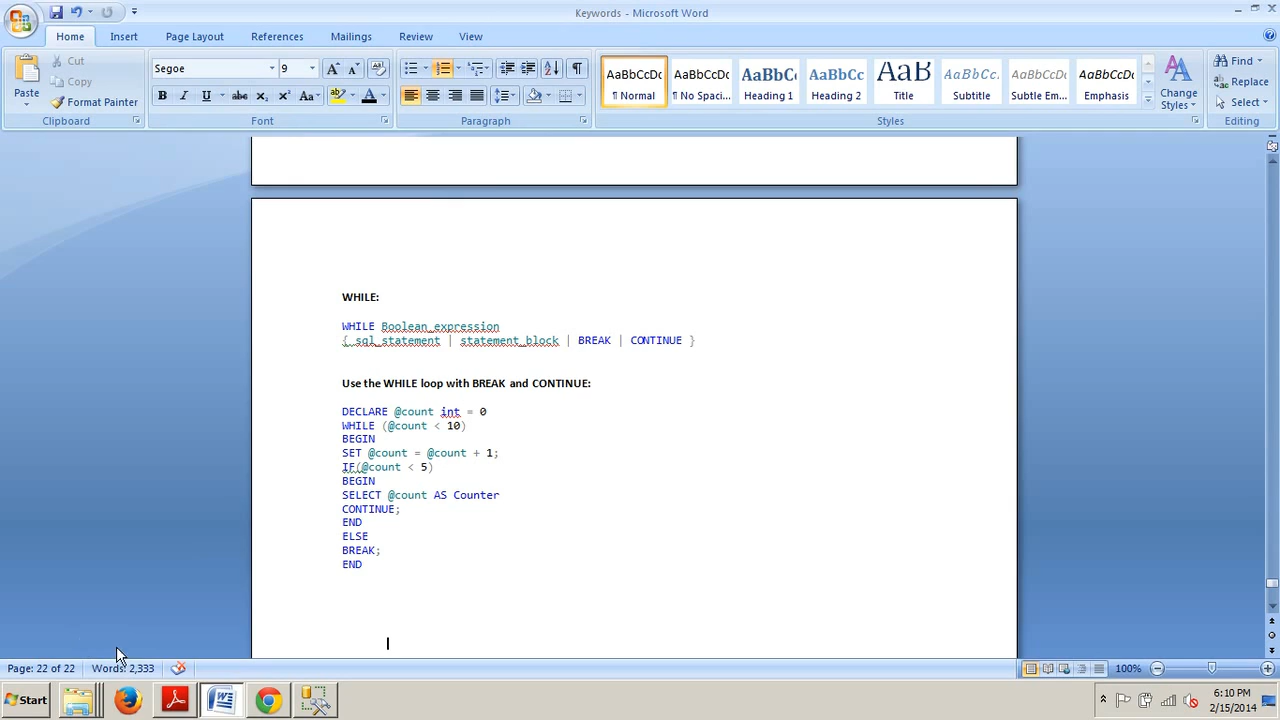 Keywords - Microsoft Word
Home Insert Page Layout References Mailings Review View
Paste
Cut
Copy
Format Painter
Clipboard
Segoe 9
Font
Paragraph
AaBbCcDc AaBbCcDc AaBbCc AaBbCc AaB AaBbCc. AaBbCcDc AaBbCcDc
¶ Normal ¶ No Spaci... Heading 1 Heading 2 Title Subtitle Subtle Em... Emphasis
Change Styles
Styles
Find
Replace
Select
Editing
WHILE:
WHILE Boolean_expression
{ sql_statement | statement_block | BREAK | CONTINUE }
Use the WHILE loop with BREAK and CONTINUE:
DECLARE @count int = 0
WHILE (@count < 10)
BEGIN
SET @count = @count + 1;
IF(@count < 5)
BEGIN
SELECT @count AS Counter
CONTINUE;
END
ELSE
BREAK;
END
Page: 22 of 22 Words: 2,333 100%
Start 6:10 PM
2/15/2014